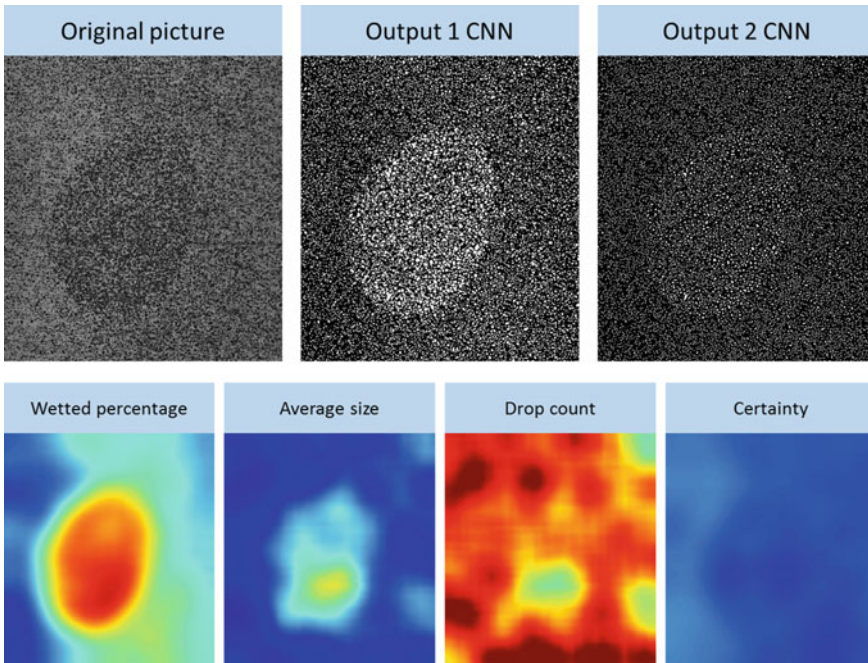 Original picture
Output 1 CNN
Output 2 CNN
Wetted percentage
Average size
Drop count
Certainty